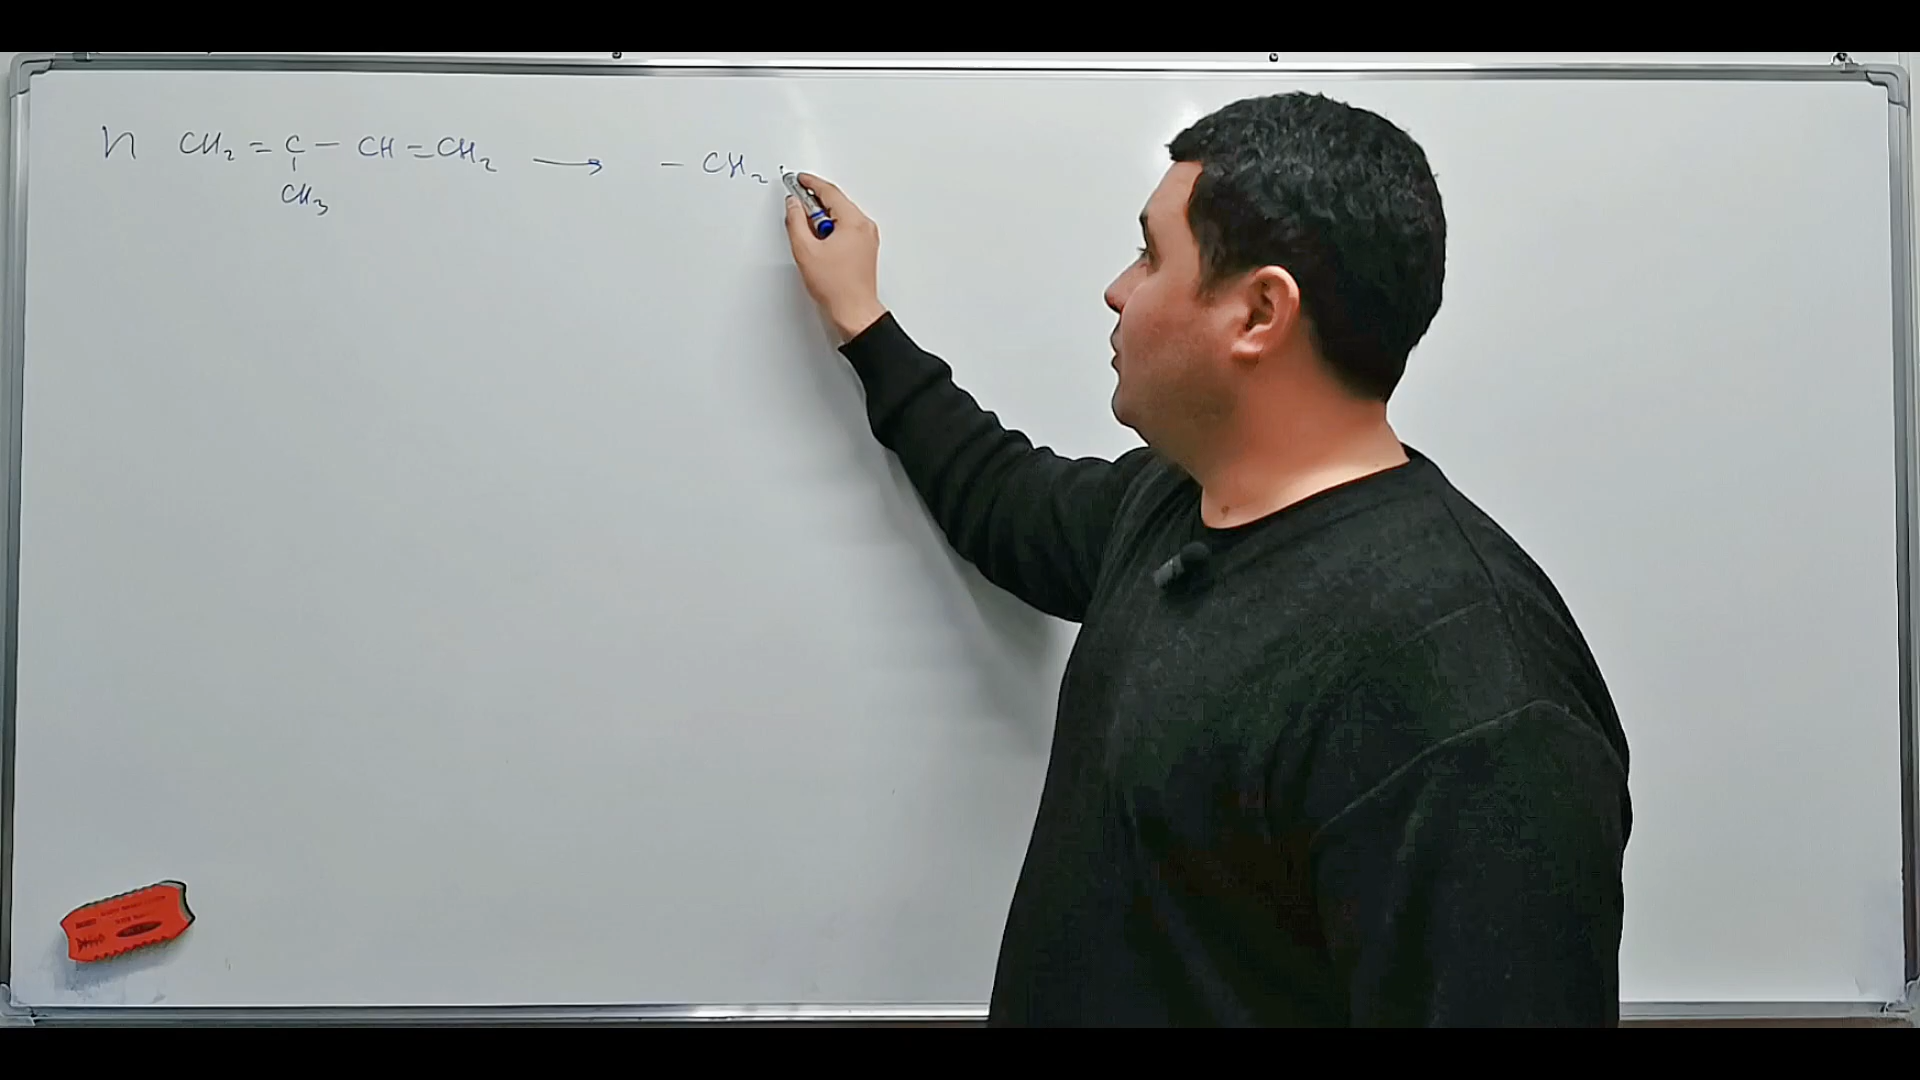 n CH₂ = C – CH = CH₂ ⟶ – CH₂
CH₃